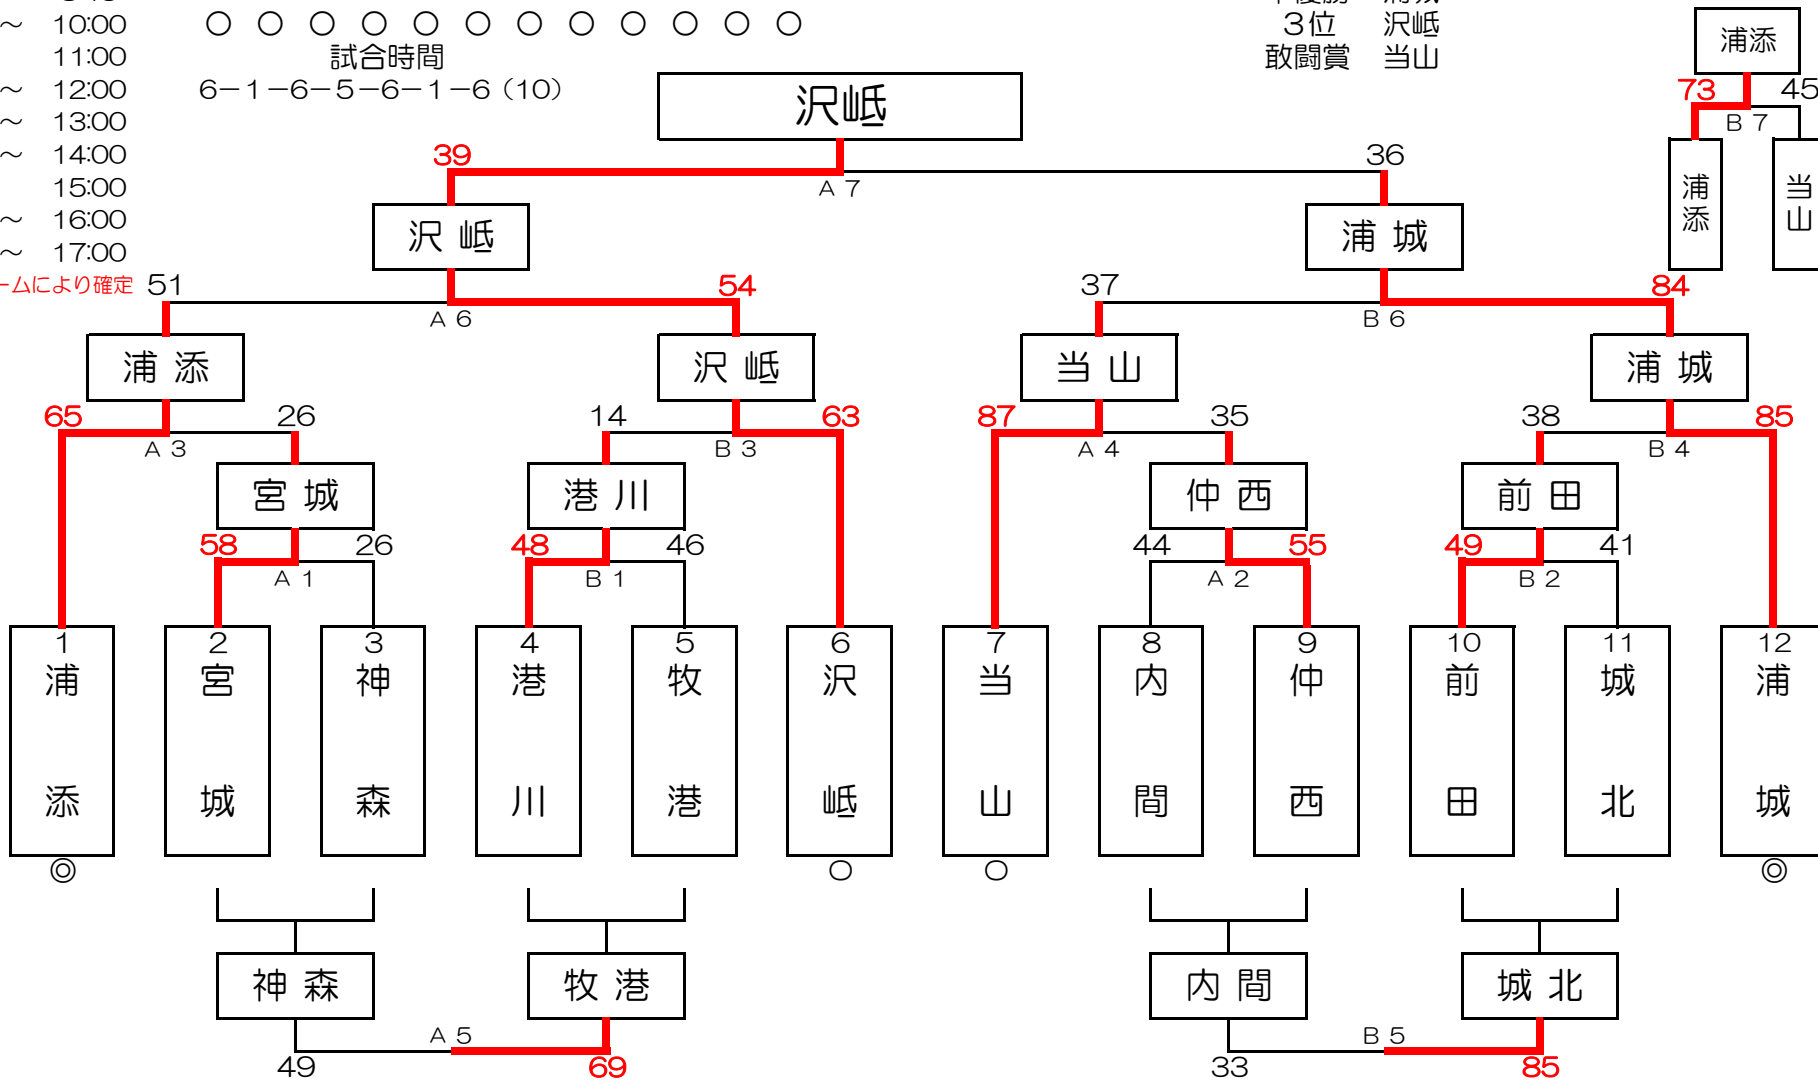 ～ 10:00 ○ ○ ○ ○ ○ ○ ○ ○ ○ ○ ○ ○
３位 沢岻
浦添
11:00 試合時間
敢闘賞 当山
～ 12:00 6－1－6－5－6－1－6（10）
沢岻
73 45
B 7
～ 13:00
～ 14:00
39 36
A 7
15:00
浦添 当山
～ 16:00
沢 岻 浦 城
～ 17:00
ームにより確定
51 54 37 84
A 6 B 6
浦 添 沢 岻 当 山 浦 城
65 26 14 63 87 35 38 85
A 3 B 3 A 4 B 4
宮 城 港 川 仲 西 前 田
58 26 48 46 44 55 49 41
A 1 B 1 A 2 B 2
1 2 3 4 5 6 7 8 9 10 11 12
浦添 宮城 神森 港川 牧港 沢岻 当山 内間 仲西 前田 城北 浦城
◎ ○ ○ ◎
神 森 牧 港 内 間 城 北
A 5 B 5
49 69 33 85